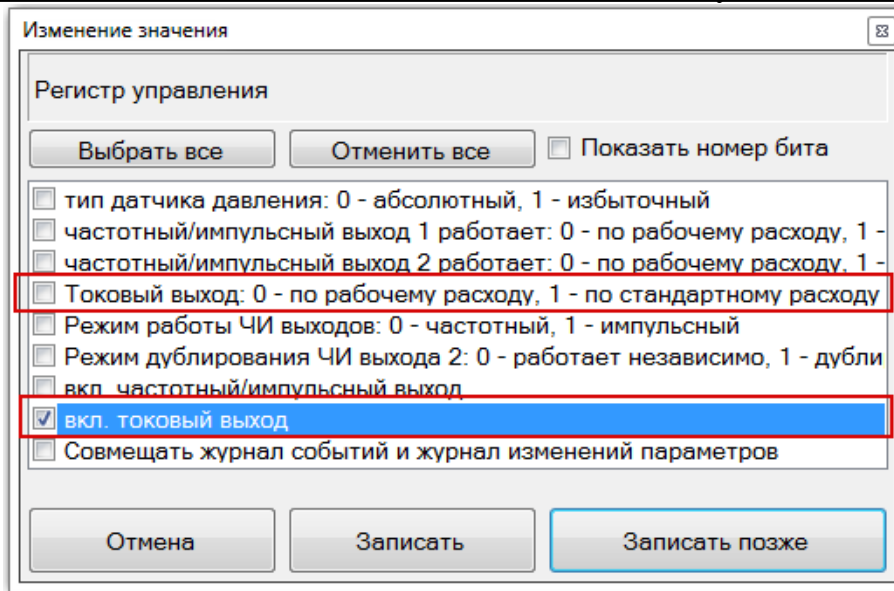 Изменение значения
Регистр управления
Выбрать все Отменить все Показать номер бита
тип датчика давления: 0 - абсолютный, 1 - избыточный
частотный/импульсный выход 1 работает: 0 - по рабочему расходу, 1 -
частотный/импульсный выход 2 работает: 0 - по рабочему расходу, 1 -
Токовый выход: 0 - по рабочему расходу, 1 - по стандартному расходу
Режим работы ЧИ выходов: 0 - частотный, 1 - импульсный
Режим дублирования ЧИ выхода 2: 0 - работает независимо, 1 - дубли
вкл. частотный/импульсный выход
вкл. токовый выход
Совмещать журнал событий и журнал изменений параметров
Отмена Записать Записать позже